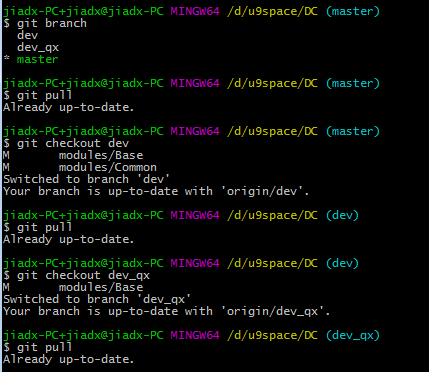 jiadx-PC+jiadx@jiadx-PC MINGW64 /d/u9space/DC (master)
$ git branch
  dev
  dev_qx
* master
jiadx-PC+jiadx@jiadx-PC MINGW64 /d/u9space/DC (master)
$ git pull
Already up-to-date.
jiadx-PC+jiadx@jiadx-PC MINGW64 /d/u9space/DC (master)
$ git checkout dev
M       modules/Base
M       modules/Common
Switched to branch 'dev'
Your branch is up-to-date with 'origin/dev'.
jiadx-PC+jiadx@jiadx-PC MINGW64 /d/u9space/DC (dev)
$ git pull
Already up-to-date.
jiadx-PC+jiadx@jiadx-PC MINGW64 /d/u9space/DC (dev)
$ git checkout dev_qx
M       modules/Base
Switched to branch 'dev_qx'
Your branch is up-to-date with 'origin/dev_qx'.
jiadx-PC+jiadx@jiadx-PC MINGW64 /d/u9space/DC (dev_qx)
$ git pull
Already up-to-date.